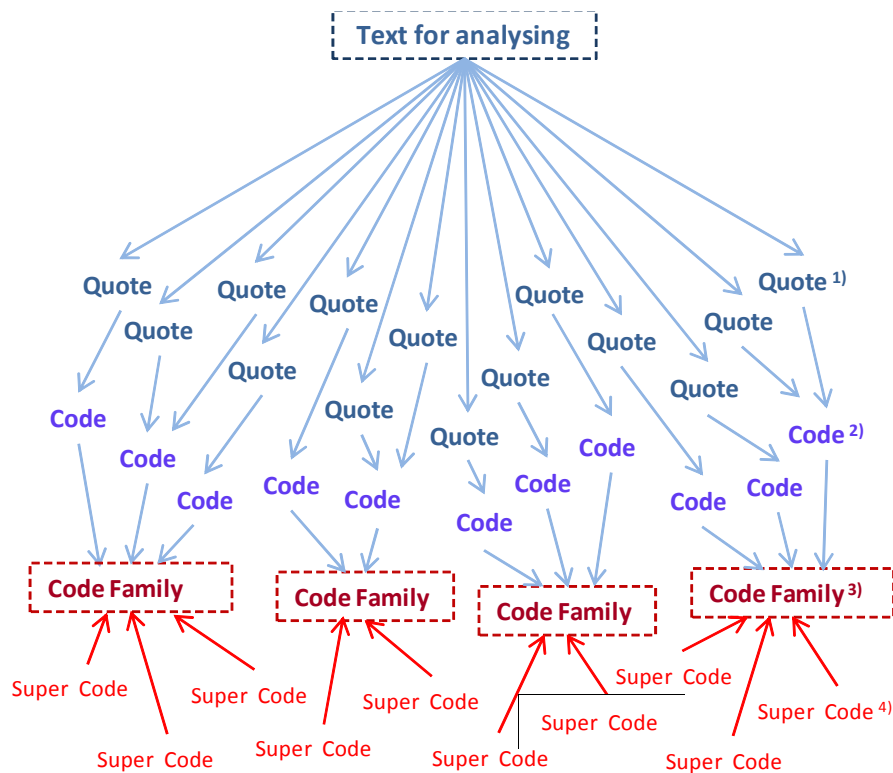 Text for analysing
Quote
Quote
Quote
Quote
Quote
Quote 1)
Quote
Quote
Quote
Quote
Quote
Quote
Quote
Quote
Quote
Code
Code
Code
Code
Code
Code
Code
Code
Code
Code
Code 2)
Code Family
Code Family
Code Family
Code Family 3)
Super Code
Super Code
Super Code
Super Code
Super Code
Super Code
Super Code
Super Code
Super Code
Super Code 4)